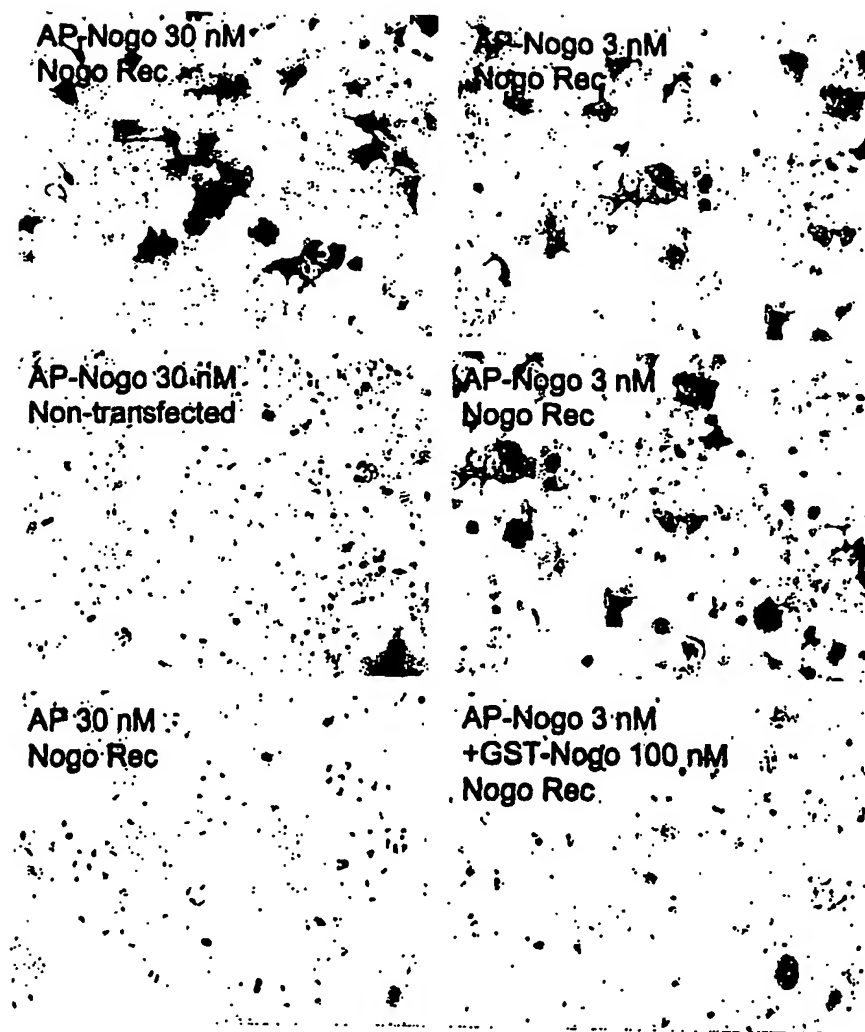 AP-Nogo 30 nM
Nogo Rec
AP-Nogo 3 nM
Nogo Rec
AP-Nogo 30 nM
Non-transfected
AP-Nogo 3 nM
Nogo Rec
AP 30 nM
Nogo Rec
AP-Nogo 3 nM
+GST-Nogo 100 nM
Nogo Rec